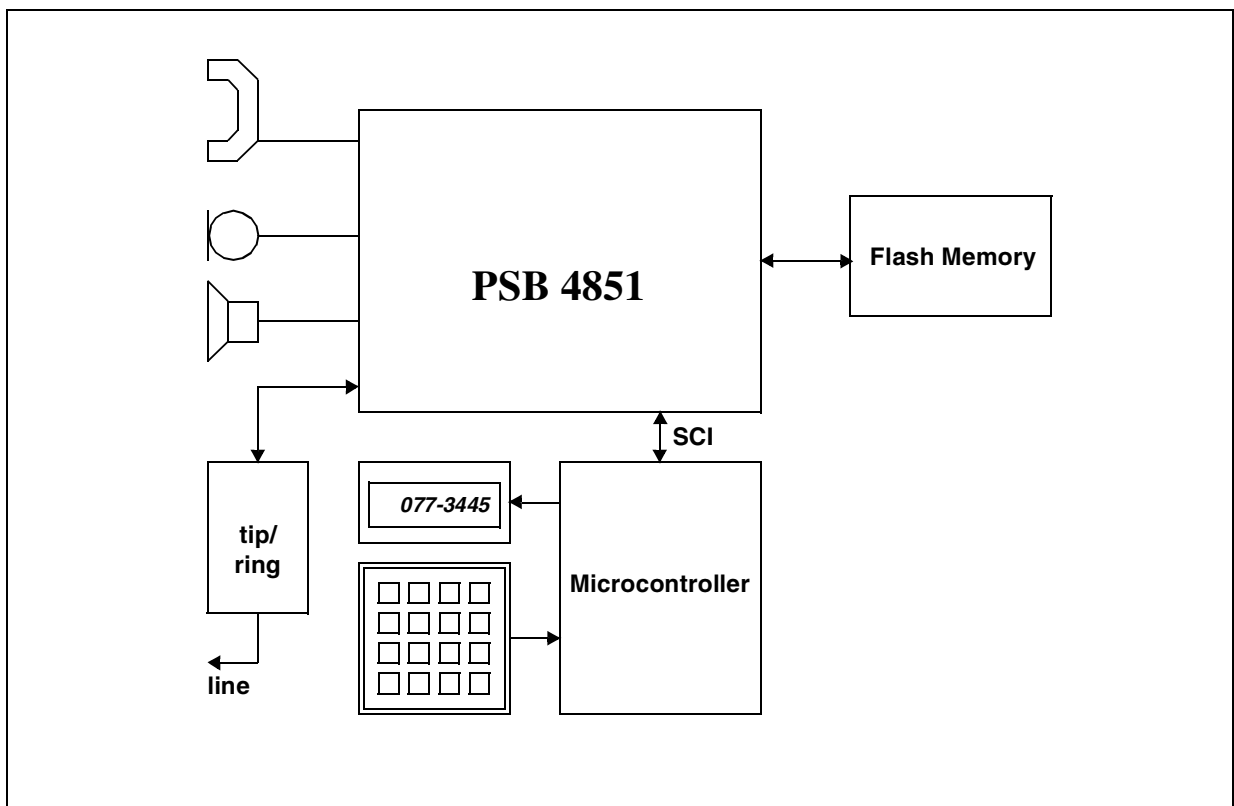 PSB 4851
Flash Memory
SCI
077-3445
tip/
ring
Microcontroller
line